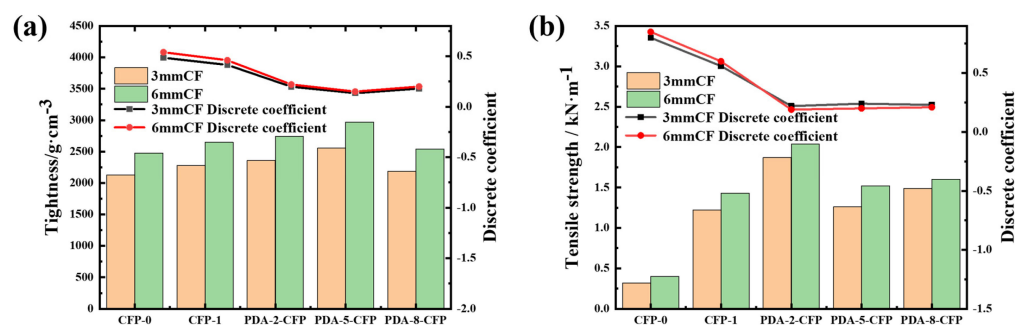 (a)
4500
4000
3500
3000
2500
2000
1500
1000
500
0
Tightness/g·cm⁻³
3mmCF
6mmCF
3mmCF Discrete coefficient
6mmCF Discrete coefficient
0.5
0.0
-0.5
-1.0
-1.5
-2.0
Discrete coefficient
CFP-0 CFP-1 PDA-2-CFP PDA-5-CFP PDA-8-CFP
(b)
3.5
3.0
2.5
2.0
1.5
1.0
0.5
0.0
Tensile strength / kN·m⁻¹
3mmCF
6mmCF
3mmCF Discrete coefficient
6mmCF Discrete coefficient
0.5
0.0
-0.5
-1.0
-1.5
Discrete coefficient
CFP-0 CFP-1 PDA-2-CFP PDA-5-CFP PDA-8-CFP